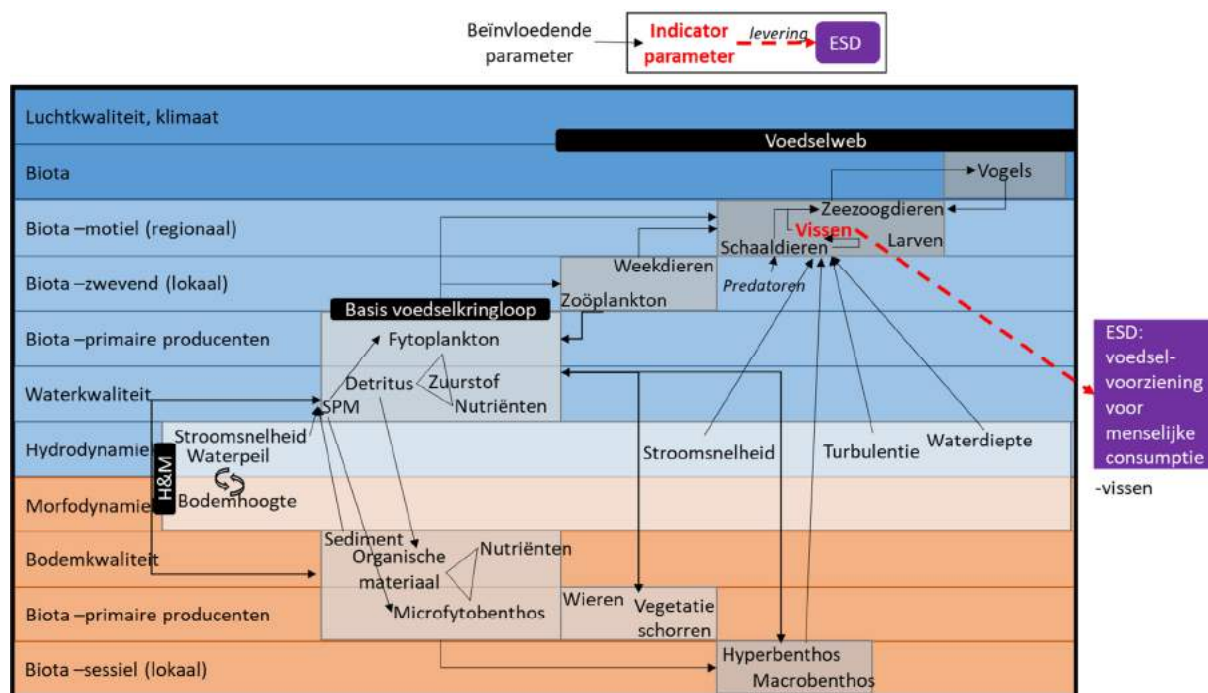 Beïnvloedende
parameter
Indicator
parameter
levering
ESD
Luchtkwaliteit, klimaat
Voedselweb
Biota
Vogels
Biota –motiel (regionaal)
Zeezoogdieren
Vissen
Schaaldieren
Larven
Biota –zwevend (lokaal)
Weekdieren
Zoöplankton
Predatoren
Basis voedselkringloop
Biota –primaire producenten
Fytoplankton
Waterkwaliteit
Detritus
Zuurstof
Nutriënten
SPM
Hydrodynamie
H&M
Stroomsnelheid
Waterpeil
Stroomsnelheid
Turbulentie
Waterdiepte
Morfodynamie
Bodemhoogte
Bodemkwaliteit
Sediment
Organische
materiaal
Nutriënten
Biota –primaire producenten
Microfytobenthos
Wieren
Vegetatie
schorren
Biota –sessiel (lokaal)
Hyperbenthos
Macrobenthos
ESD:
voedsel-
voorziening
voor
menselijke
consumptie
-vissen